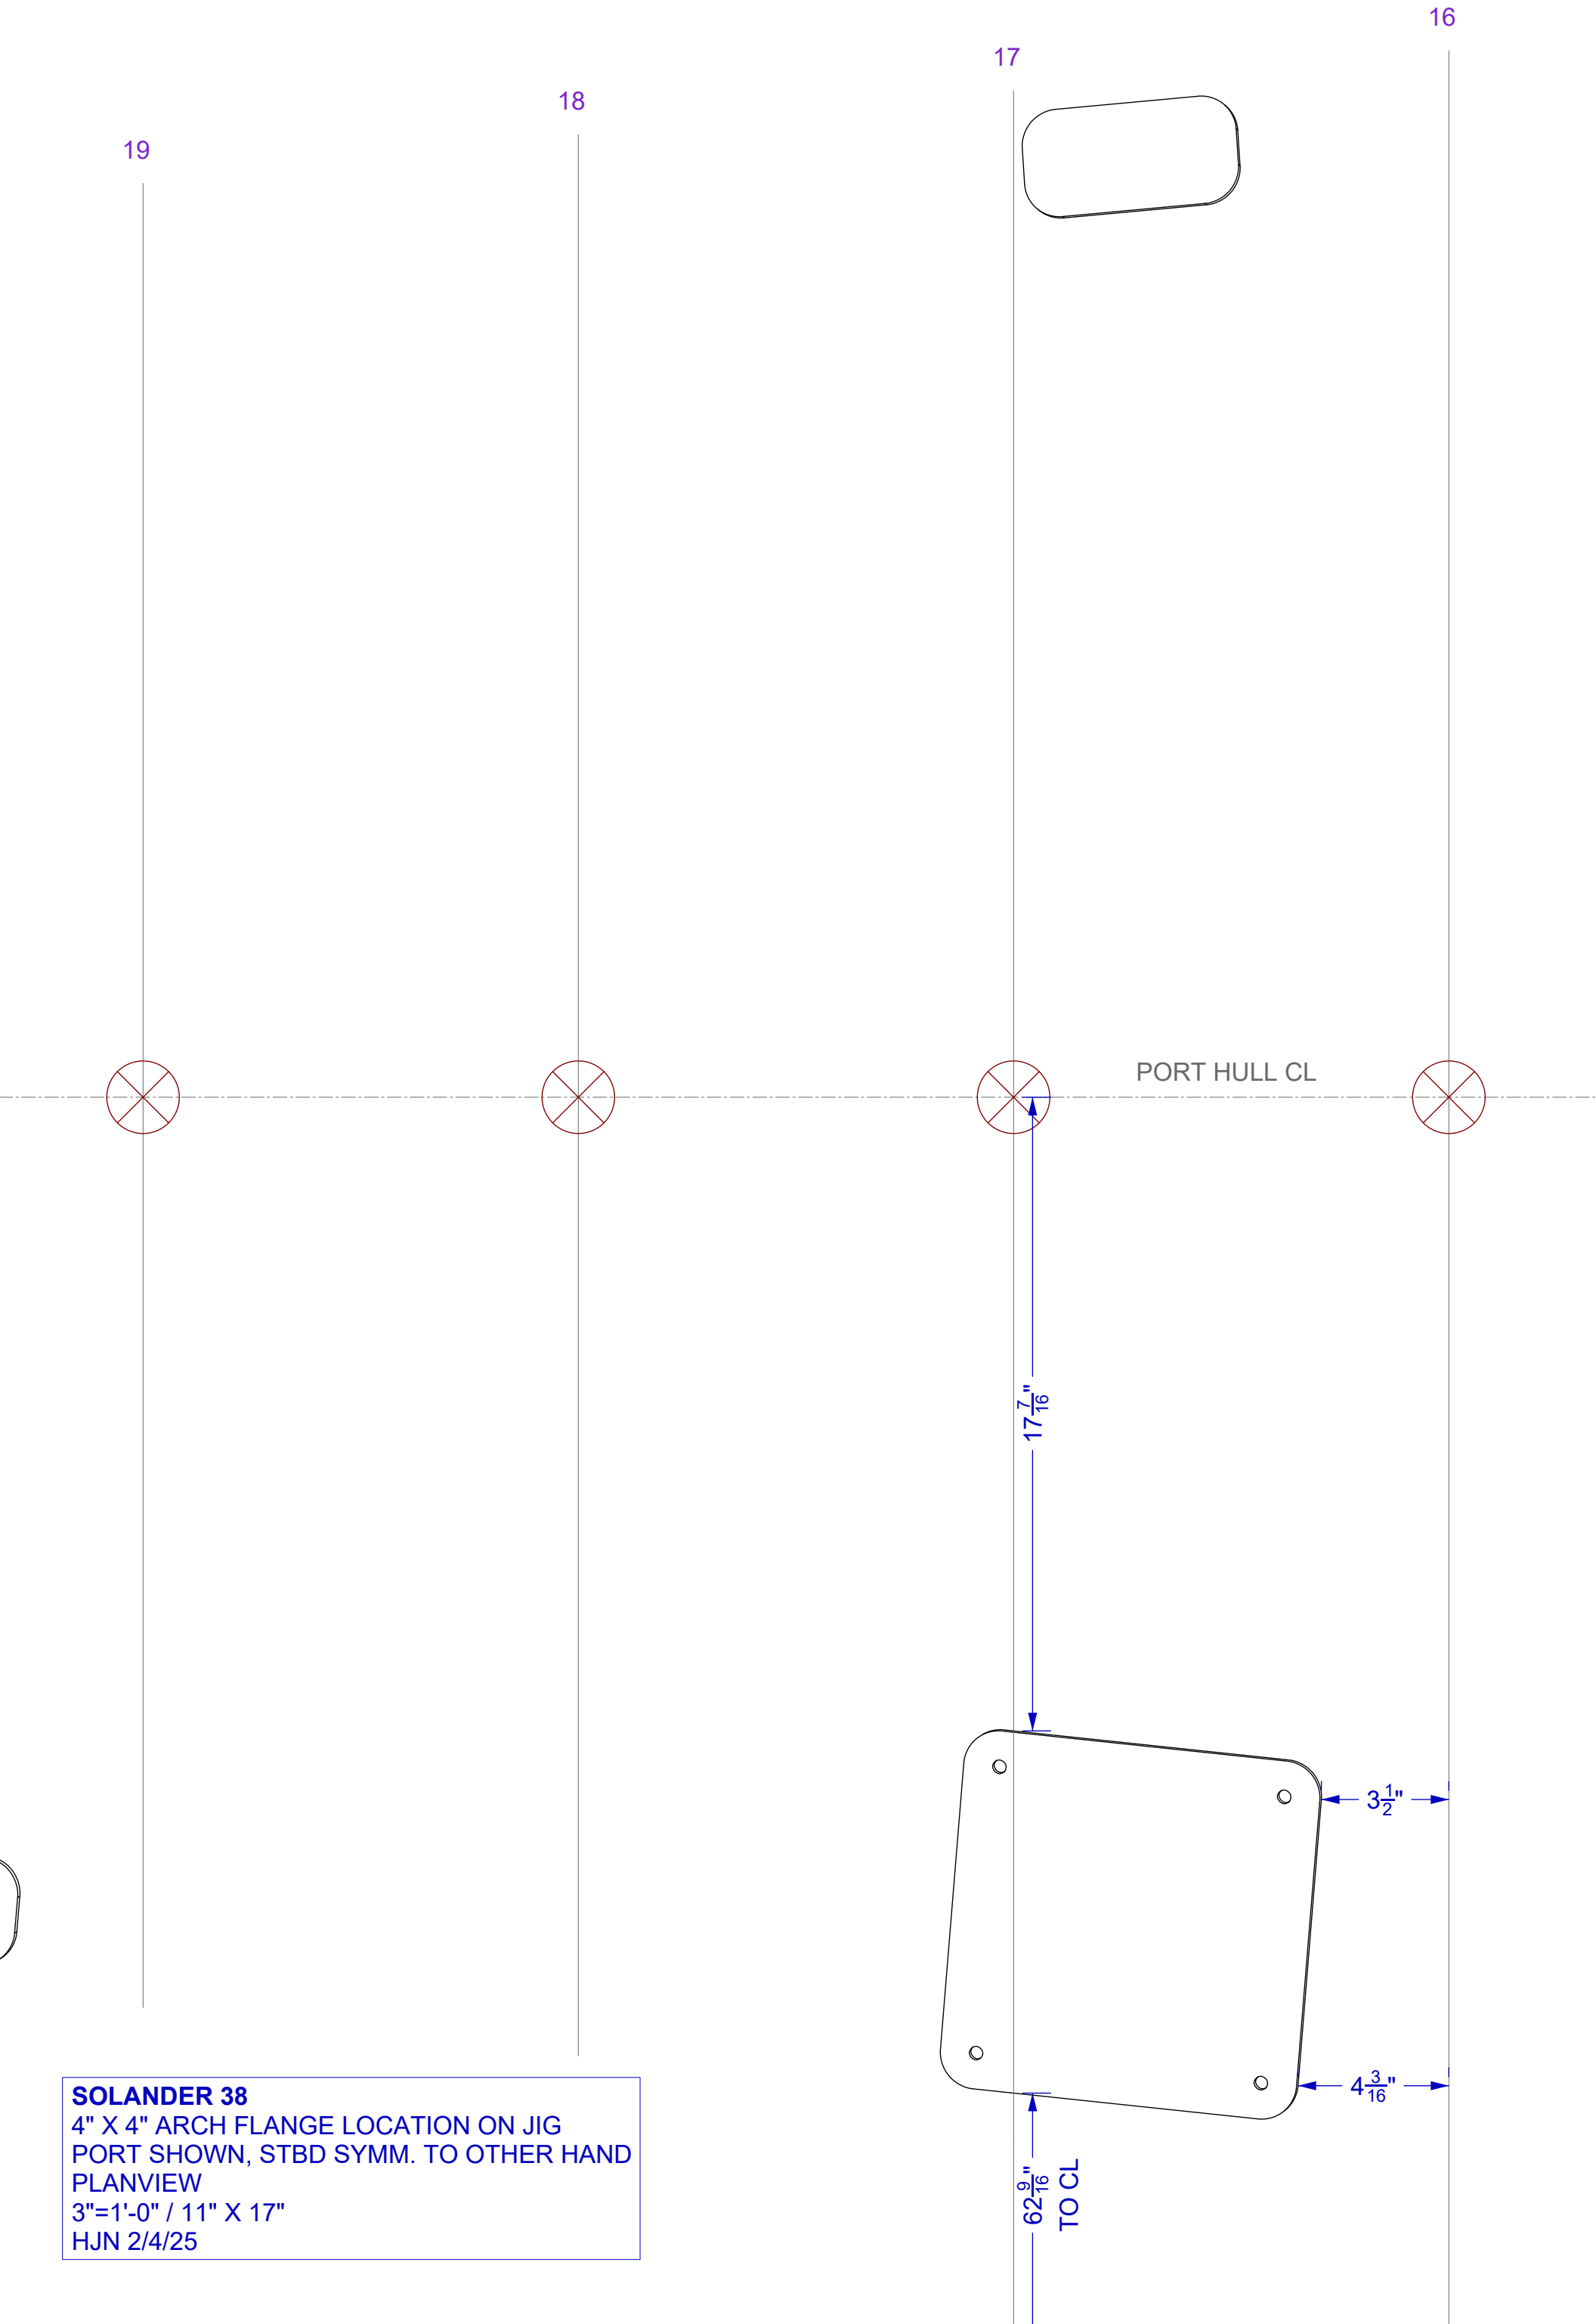 16
17
18
19
PORT HULL CL
17 7/16"
3 1/2"
4 3/16"
62 9/16"
TO CL
SOLANDER 38
4" X 4" ARCH FLANGE LOCATION ON JIG
PORT SHOWN, STBD SYMM. TO OTHER HAND
PLANVIEW
3"=1'-0" / 11" X 17"
HJN 2/4/25